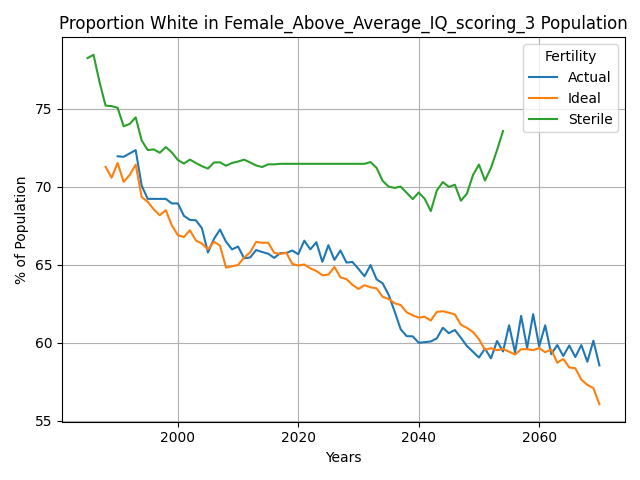 Proportion White in Female_Above_Average_IQ_scoring_3 Population
Fertility
Actual
Ideal
Sterile
% of Population
75
70
65
60
55
2000
2020
2040
2060
Years